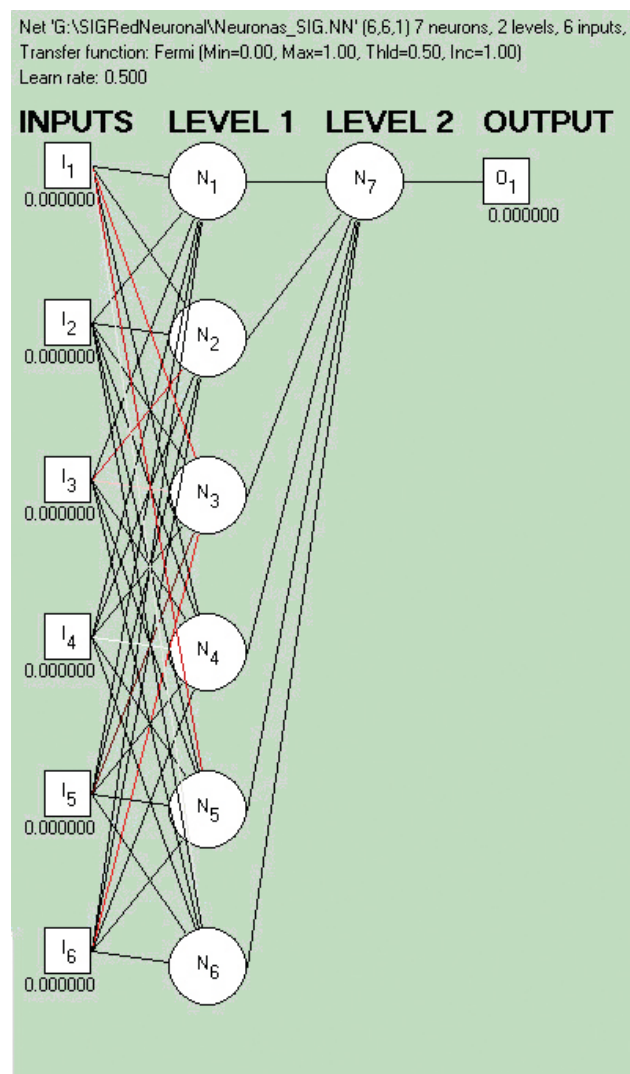 Net 'G:\SIGRedNeuronal\Neuronas_SIG.NN' (6,6,1) 7 neurons, 2 levels, 6 inputs,
Transfer function: Fermi (Min=0.00, Max=1.00, Thld=0.50, Inc=1.00)
Learn rate: 0.500
INPUTS LEVEL 1 LEVEL 2 OUTPUT
I1 N1 N7 O1
0.000000 0.000000
I2 N2
0.000000
I3 N3
0.000000
I4 N4
0.000000
I5 N5
0.000000
I6 N6
0.000000